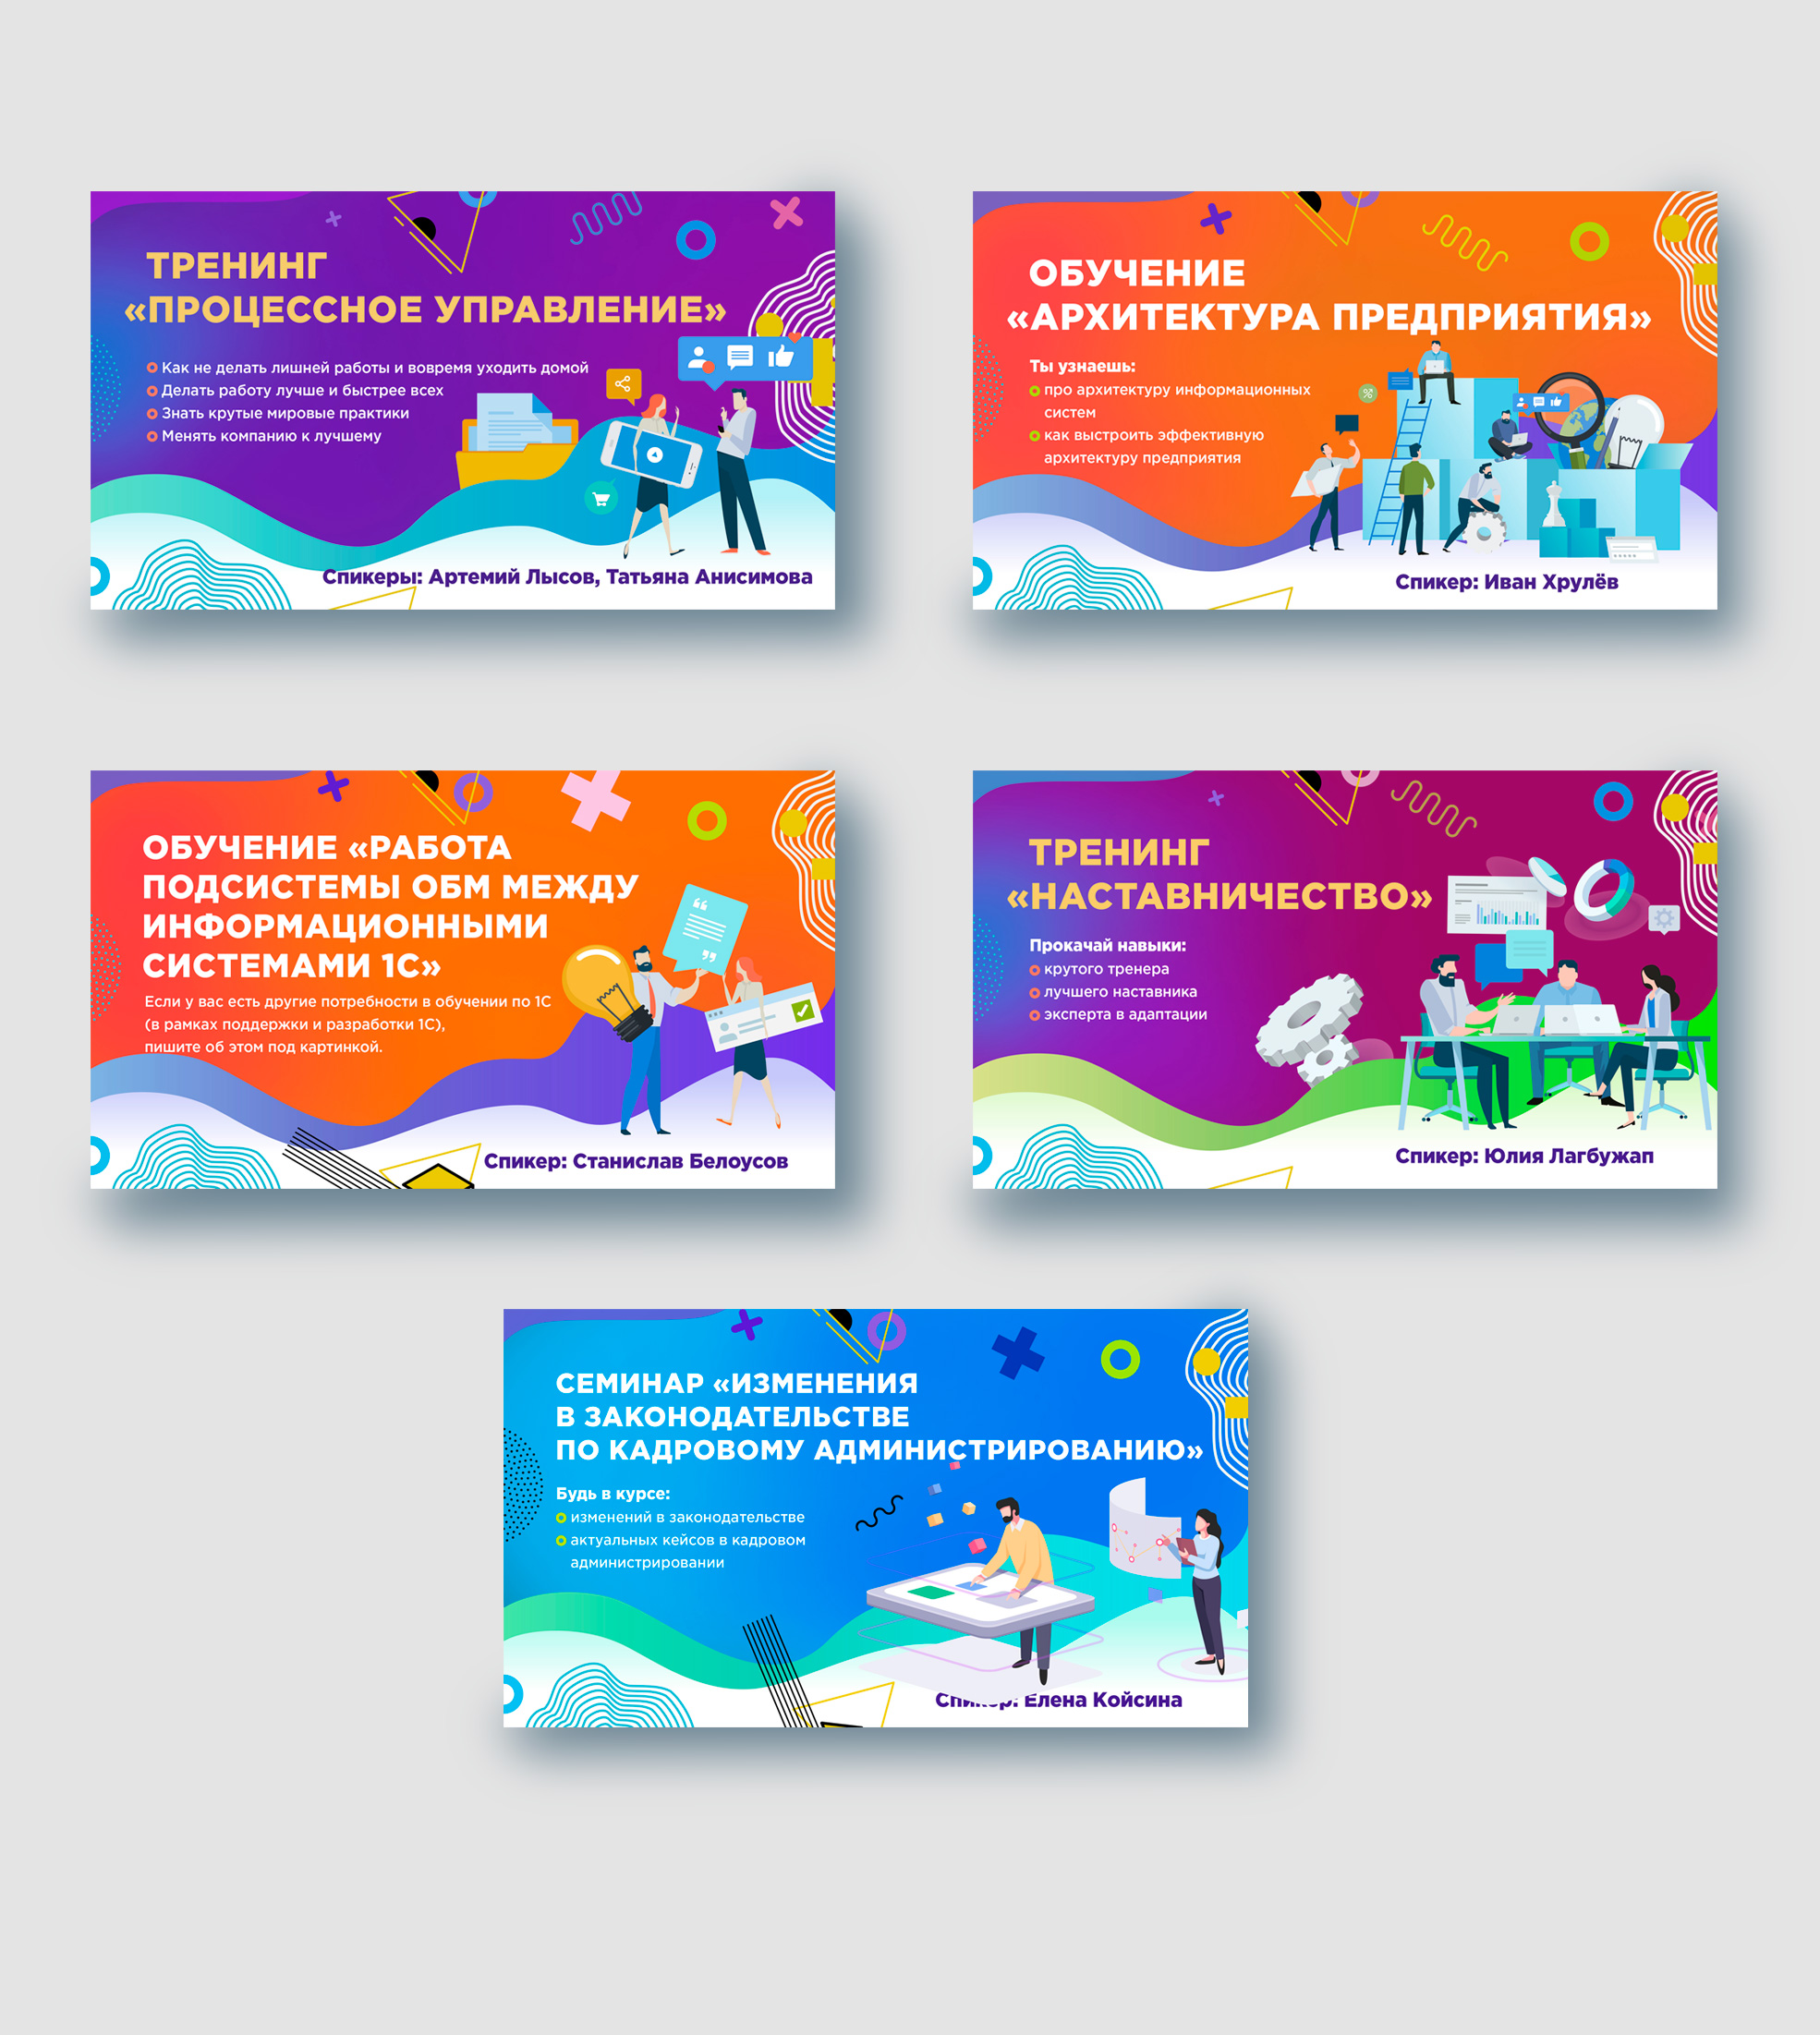 ТРЕНИНГ
«ПРОЦЕССНОЕ УПРАВЛЕНИЕ»
Как не делать лишней работы и вовремя уходить домой
Делать работу лучше и быстрее всех
Знать крутые мировые практики
Менять компанию к лучшему
Спикеры: Артемий Лысов, Татьяна Анисимова
ОБУЧЕНИЕ
«АРХИТЕКТУРА ПРЕДПРИЯТИЯ»
Ты узнаешь:
про архитектуру информационных
систем
как выстроить эффективную
архитектуру предприятия
Спикер: Иван Хрулёв
ОБУЧЕНИЕ «РАБОТА
ПОДСИСТЕМЫ ОБМ МЕЖДУ
ИНФОРМАЦИОННЫМИ
СИСТЕМАМИ 1С»
Если у вас есть другие потребности в обучении по 1С
(в рамках поддержки и разработки 1С),
пишите об этом под картинкой.
Спикер: Станислав Белоусов
ТРЕНИНГ
«НАСТАВНИЧЕСТВО»
Прокачай навыки:
крутого тренера
лучшего наставника
эксперта в адаптации
Спикер: Юлия Лагбужап
СЕМИНАР «ИЗМЕНЕНИЯ
В ЗАКОНОДАТЕЛЬСТВЕ
ПО КАДРОВОМУ АДМИНИСТРИРОВАНИЮ»
Будь в курсе:
изменений в законодательстве
актуальных кейсов в кадровом
администрировании
Спикер: Елена Койсина